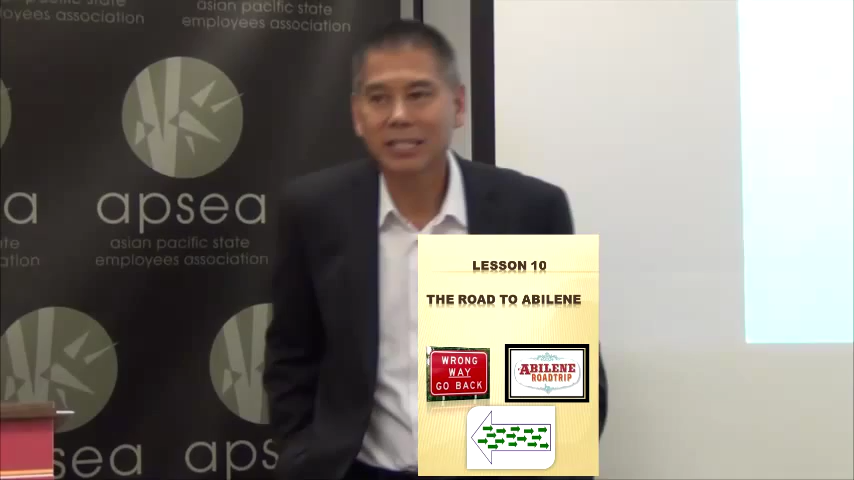 asian pacific state
employees association
apsea
asian pacific state
employees association
apsea
LESSON 10
THE ROAD TO ABILENE
WRONG
WAY
GO BACK
ABILENE
ROADTRIP